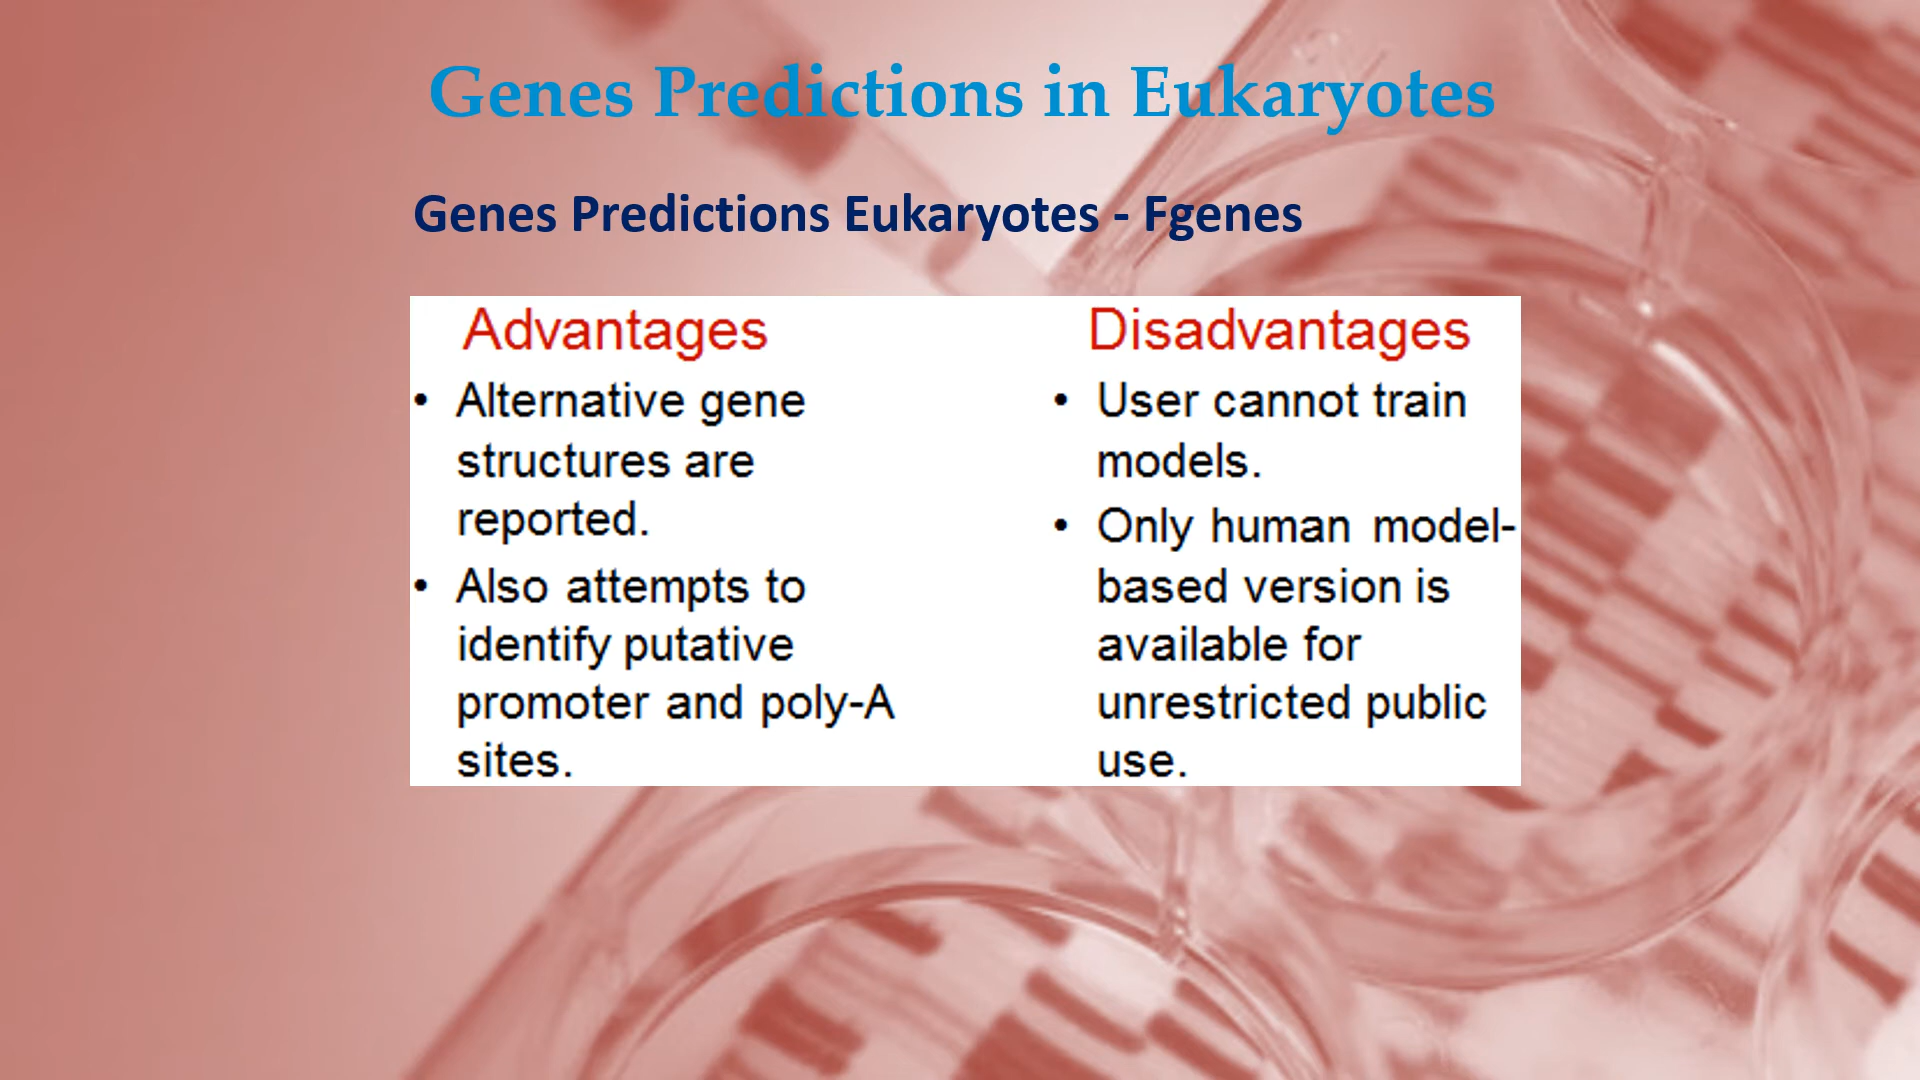 Genes Predictions in Eukaryotes
Genes Predictions Eukaryotes - Fgenes
Advantages
• Alternative gene
structures are
reported.
• Also attempts to
identify putative
promoter and poly-A
sites.
Disadvantages
• User cannot train
models.
• Only human model-
based version is
available for
unrestricted public
use.